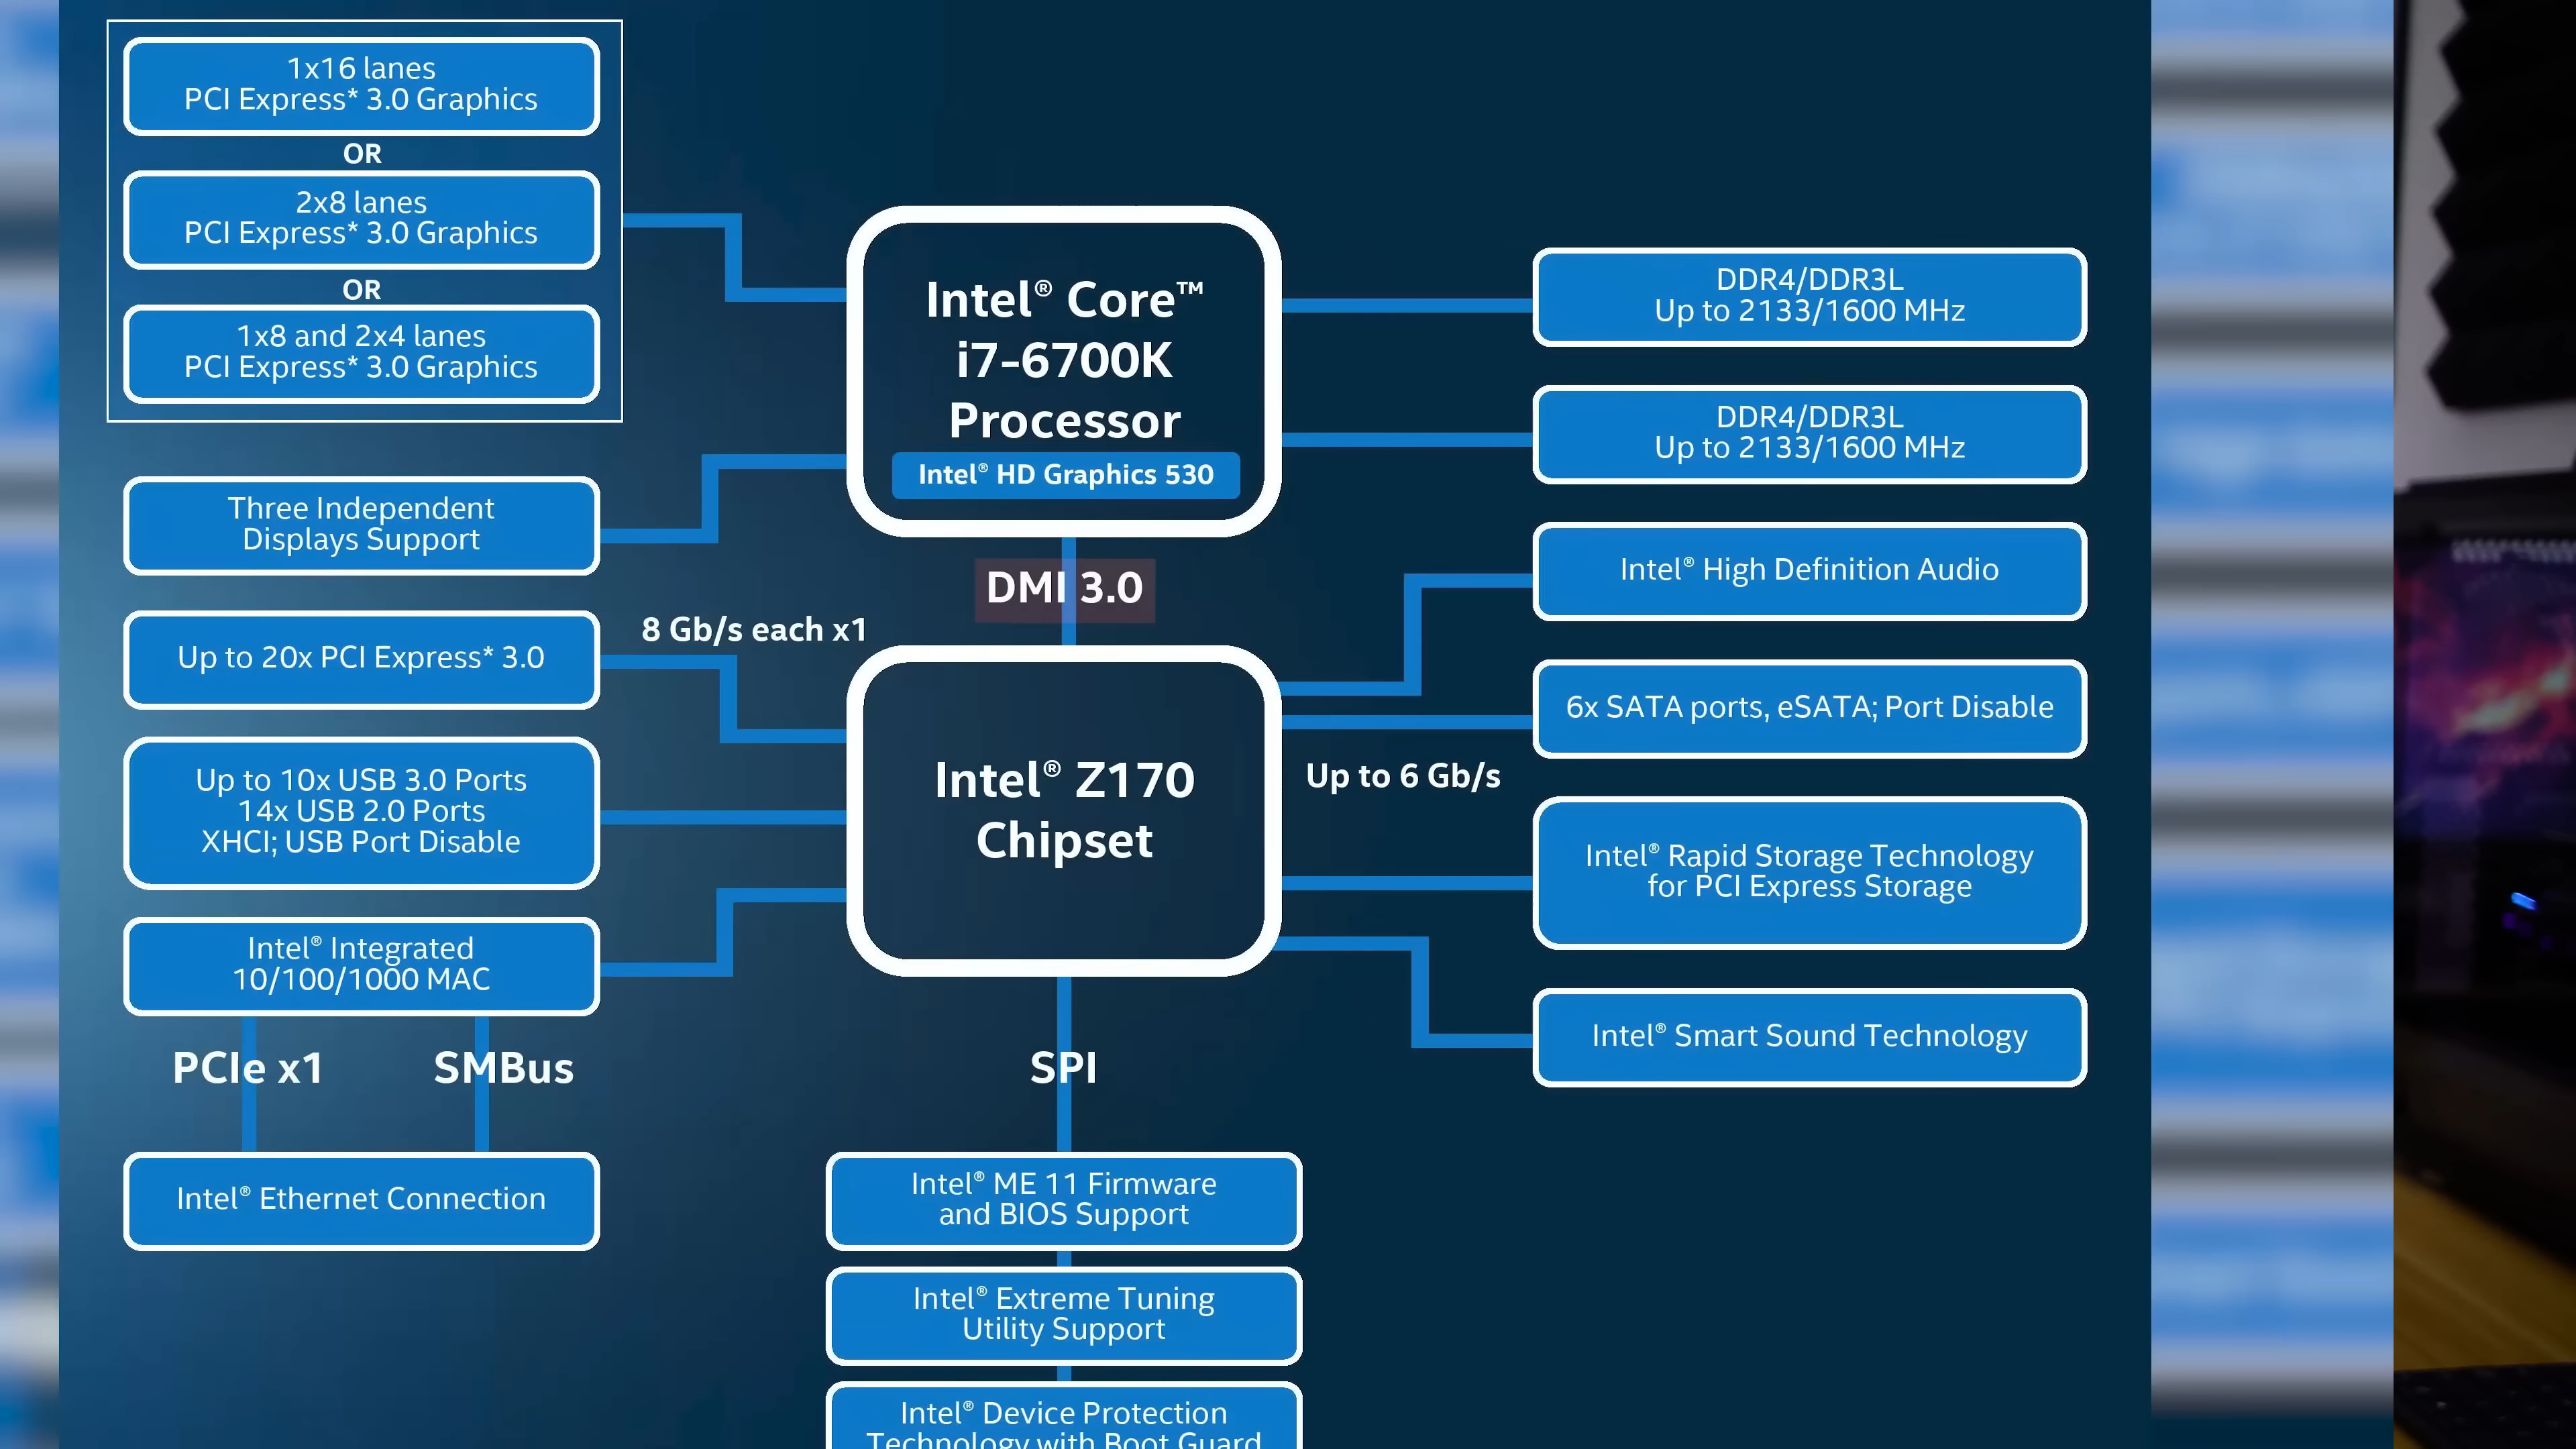 1x16 lanes
PCI Express* 3.0 Graphics
OR
2x8 lanes
PCI Express* 3.0 Graphics
OR
1x8 and 2x4 lanes
PCI Express* 3.0 Graphics
Three Independent
Displays Support
Up to 20x PCI Express* 3.0
8 Gb/s each x1
Up to 10x USB 3.0 Ports
14x USB 2.0 Ports
XHCI; USB Port Disable
Intel® Integrated
10/100/1000 MAC
PCIe x1
SMBus
Intel® Ethernet Connection
Intel® Core™
i7-6700K
Processor
Intel® HD Graphics 530
DMI 3.0
Intel® Z170
Chipset
SPI
Intel® ME 11 Firmware
and BIOS Support
Intel® Extreme Tuning
Utility Support
Intel® Device Protection
Technology with Boot Guard
DDR4/DDR3L
Up to 2133/1600 MHz
DDR4/DDR3L
Up to 2133/1600 MHz
Intel® High Definition Audio
6x SATA ports, eSATA; Port Disable
Up to 6 Gb/s
Intel® Rapid Storage Technology
for PCI Express Storage
Intel® Smart Sound Technology